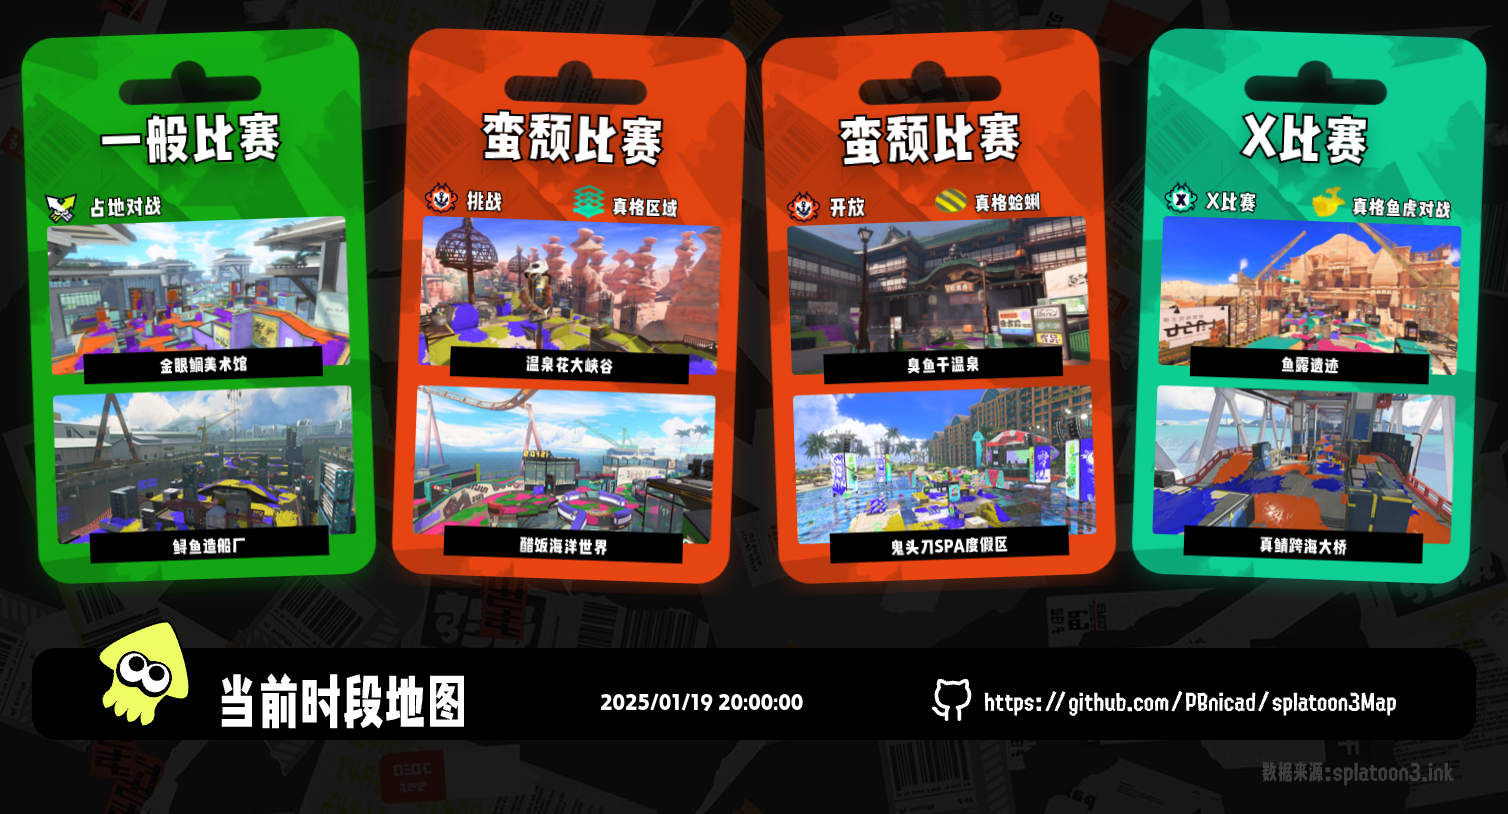 一般比赛
占地对战
金眼鲷美术馆
鲟鱼造船厂
蛮颓比赛
挑战
真格区域
温泉花大峡谷
醋饭海洋世界
蛮颓比赛
开放
真格蛤蜊
臭鱼干温泉
鬼头刀SPA度假区
X比赛
X比赛
真格鱼虎对战
鱼露遗迹
真鲭跨海大桥
当前时段地图
2025/01/19 20:00:00
https://github.com/PBnicad/splatoon3Map
数据来源:splatoon3.ink